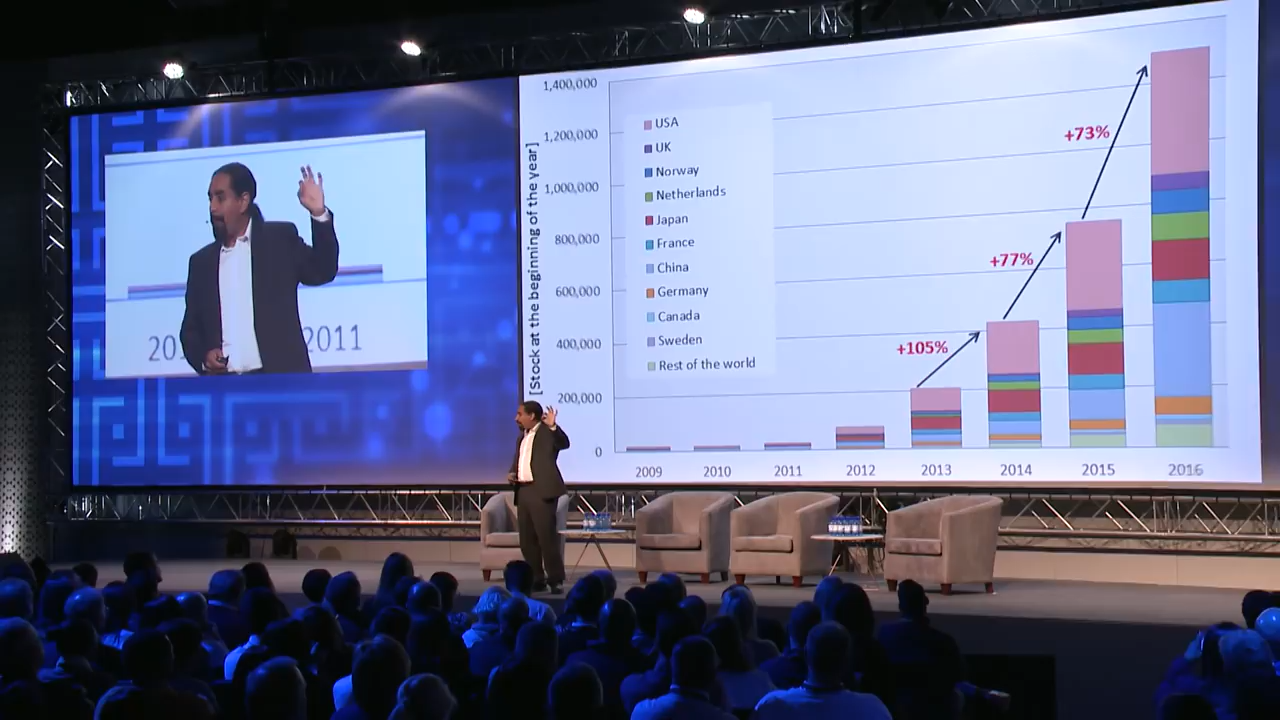 20
2011
[Stock at the beginning of the year]
1,400,000
1,200,000
1,000,000
800,000
600,000
400,000
200,000
0
USA
UK
Norway
Netherlands
Japan
France
China
Germany
Canada
Sweden
Rest of the world
+105%
+77%
+73%
2009 2010 2011 2012 2013 2014 2015 2016